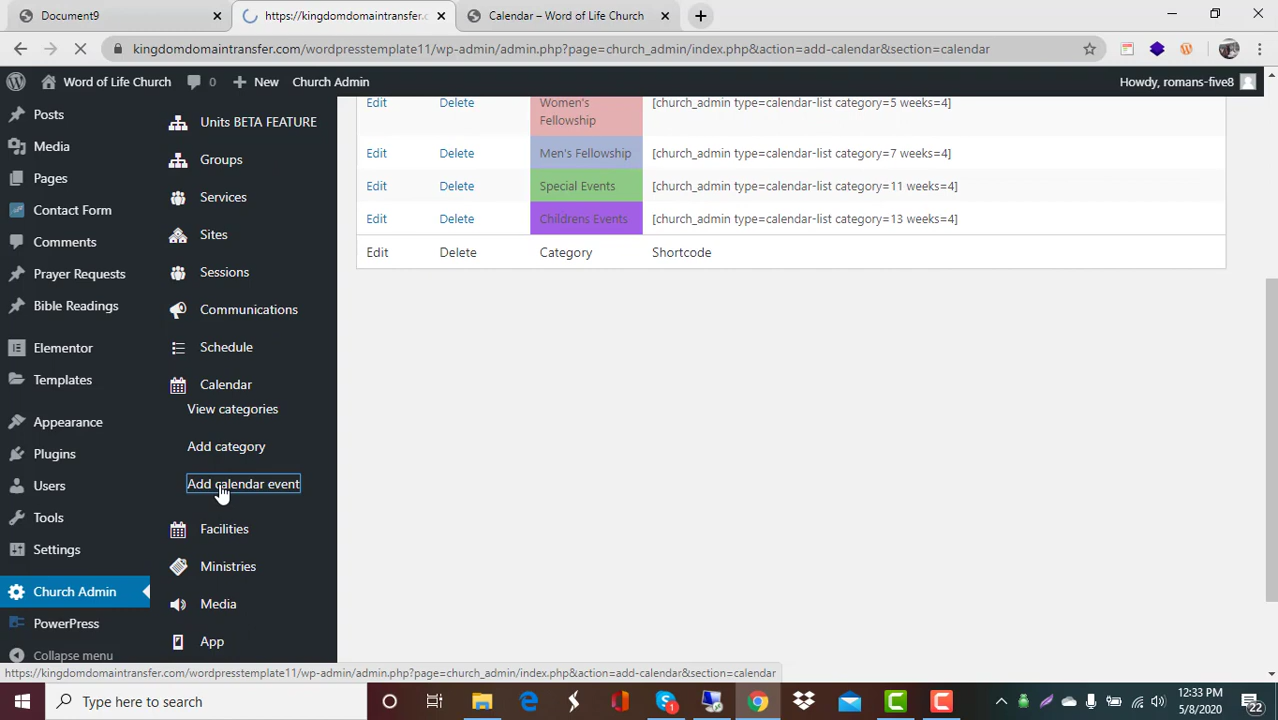 Document9
https://kingdomdomaintransfer.c
Calendar – Word of Life Church
kingdomdomaintransfer.com/wordpresstemplate11/wp-admin/admin.php?page=church_admin/index.php&action=add-calendar&section=calendar
Word of Life Church
0
New
Church Admin
Howdy, romans-five8
Posts
Media
Pages
Contact Form
Comments
Prayer Requests
Bible Readings
Elementor
Templates
Appearance
Plugins
Users
Tools
Settings
Church Admin
PowerPress
Collapse menu
Units BETA FEATURE
Groups
Services
Sites
Sessions
Communications
Schedule
Calendar
View categories
Add category
Add calendar event
Facilities
Ministries
Media
App
Edit Delete Women's Fellowship [church_admin type=calendar-list category=5 weeks=4]
Edit Delete Men's Fellowship [church_admin type=calendar-list category=7 weeks=4]
Edit Delete Special Events [church_admin type=calendar-list category=11 weeks=4]
Edit Delete Childrens Events [church_admin type=calendar-list category=13 weeks=4]
Edit Delete Category Shortcode
https://kingdomdomaintransfer.com/wordpresstemplate11/wp-admin/admin.php?page=church_admin/index.php&action=add-calendar&section=calendar
Type here to search
12:33 PM
5/8/2020
22